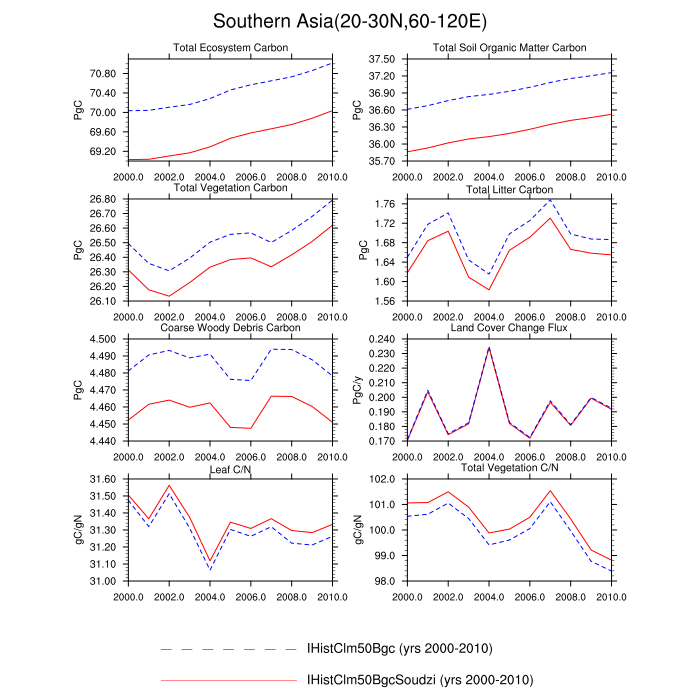 Southern Asia(20-30N,60-120E)
Total Ecosystem Carbon
PgC
70.80
70.40
70.00
69.60
69.20
2000.0 2002.0 2004.0 2006.0 2008.0 2010.0
Total Soil Organic Matter Carbon
PgC
37.50
37.20
36.90
36.60
36.30
36.00
35.70
2000.0 2002.0 2004.0 2006.0 2008.0 2010.0
Total Vegetation Carbon
PgC
26.80
26.70
26.60
26.50
26.40
26.30
26.20
26.10
2000.0 2002.0 2004.0 2006.0 2008.0 2010.0
Total Litter Carbon
PgC
1.76
1.72
1.68
1.64
1.60
1.56
2000.0 2002.0 2004.0 2006.0 2008.0 2010.0
Coarse Woody Debris Carbon
PgC
4.500
4.490
4.480
4.470
4.460
4.450
4.440
2000.0 2002.0 2004.0 2006.0 2008.0 2010.0
Land Cover Change Flux
PgC/y
0.240
0.230
0.220
0.210
0.200
0.190
0.180
0.170
2000.0 2002.0 2004.0 2006.0 2008.0 2010.0
Leaf C/N
gC/gN
31.60
31.50
31.40
31.30
31.20
31.10
31.00
2000.0 2002.0 2004.0 2006.0 2008.0 2010.0
Total Vegetation C/N
gC/gN
102.0
101.0
100.0
99.0
98.0
2000.0 2002.0 2004.0 2006.0 2008.0 2010.0
IHistClm50Bgc (yrs 2000-2010)
IHistClm50BgcSoudzi (yrs 2000-2010)